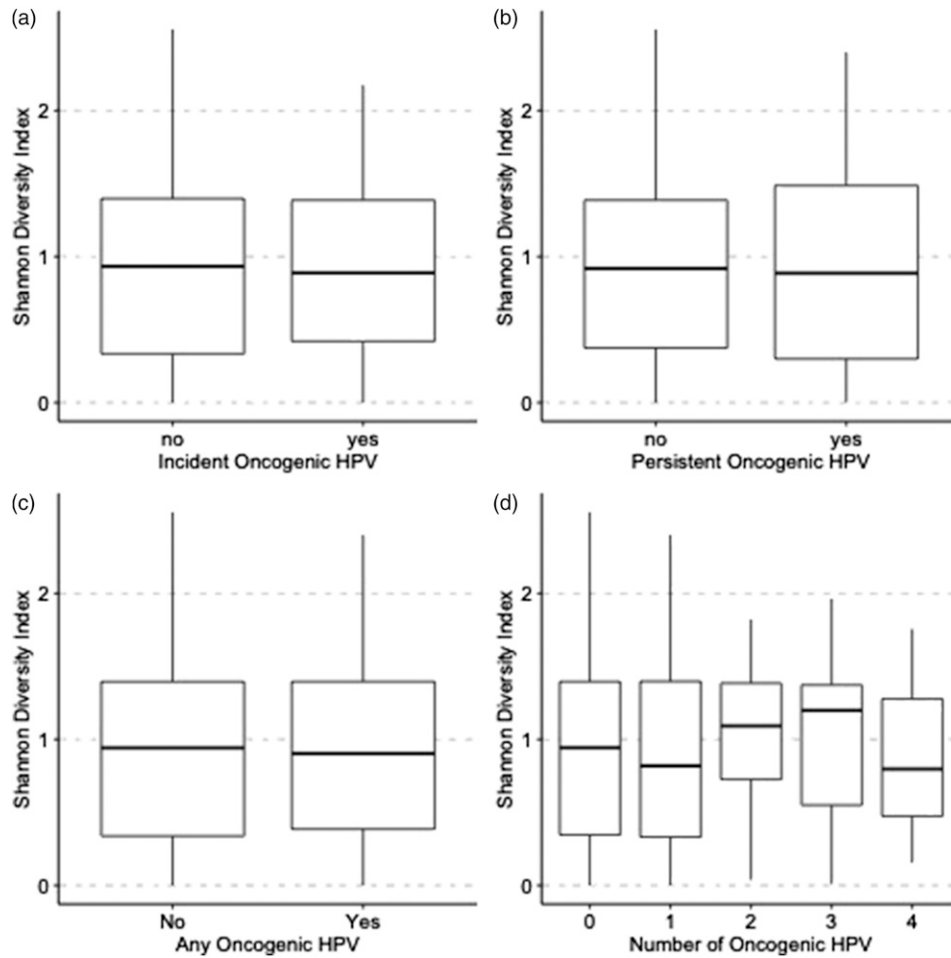 (a)
Shannon Diversity Index
2
1
0
no yes
Incident Oncogenic HPV
(b)
Shannon Diversity Index
2
1
0
no yes
Persistent Oncogenic HPV
(c)
Shannon Diversity Index
2
1
0
No Yes
Any Oncogenic HPV
(d)
Shannon Diversity Index
2
1
0
0 1 2 3 4
Number of Oncogenic HPV